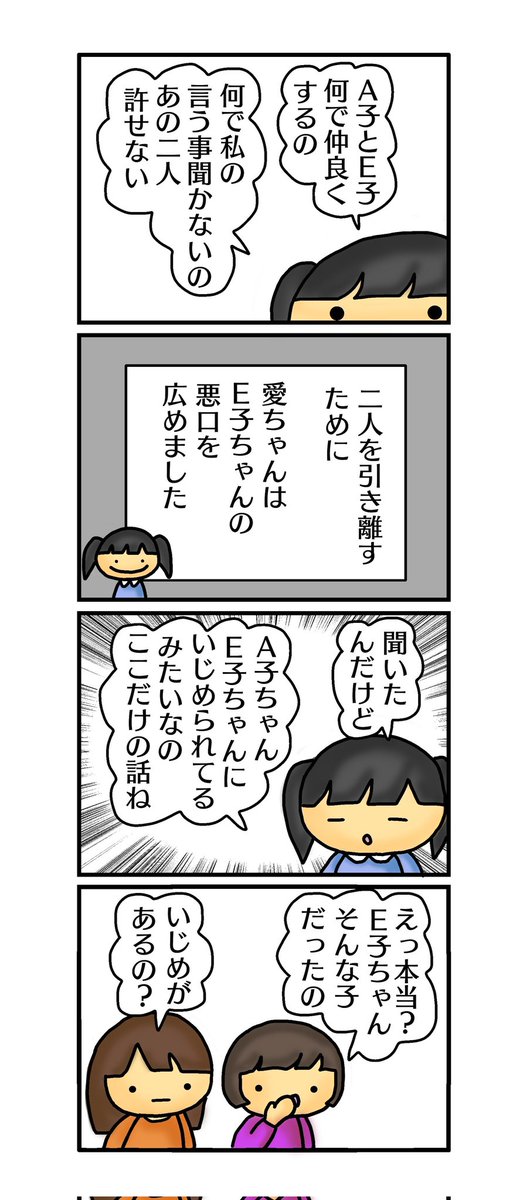 A子とE子
何で仲良く
するの
何で私の
言う事聞かないの
あの二人
許せない
二人を引き離す
ために
愛ちゃんは
E子ちゃんの
悪口を
広めました
聞いた
んだけど
A子ちゃん
E子ちゃんに
いじめられてる
みたいなの
ここだけの話ね
えっ本当？
E子ちゃん
そんな子
だったの
いじめが
あるの？